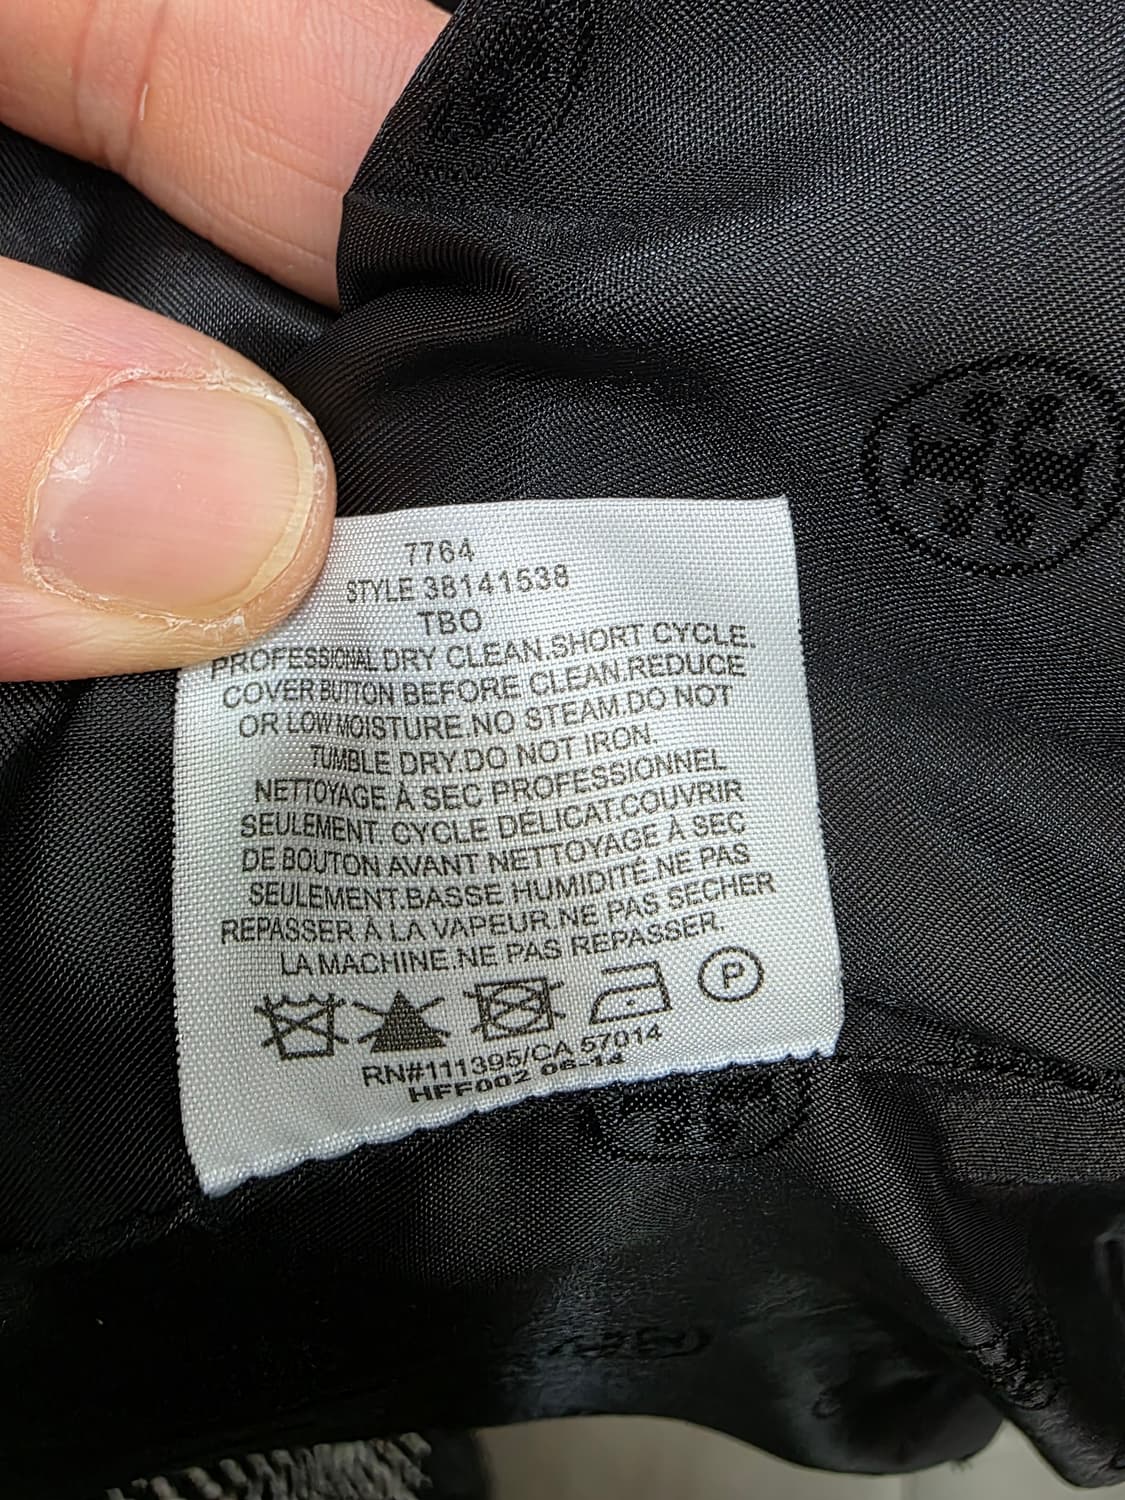 7764
STYLE 38141538
TBO
PROFESSIONAL DRY CLEAN.SHORT CYCLE.
COVER BUTTON BEFORE CLEAN.REDUCE
OR LOW MOISTURE.NO STEAM.DO NOT
TUMBLE DRY.DO NOT IRON.
NETTOYAGE À SEC PROFESSIONNEL
SEULEMENT. CYCLE DÉLICAT.COUVRIR
DE BOUTON AVANT NETTOYAGE À SEC
SEULEMENT.BASSE HUMIDITÉ.NE PAS
REPASSER À LA VAPEUR.NE PAS SECHER
LA MACHINE.NE PAS REPASSER.
P
RN#111395/CA 57014
HFF002 06-14